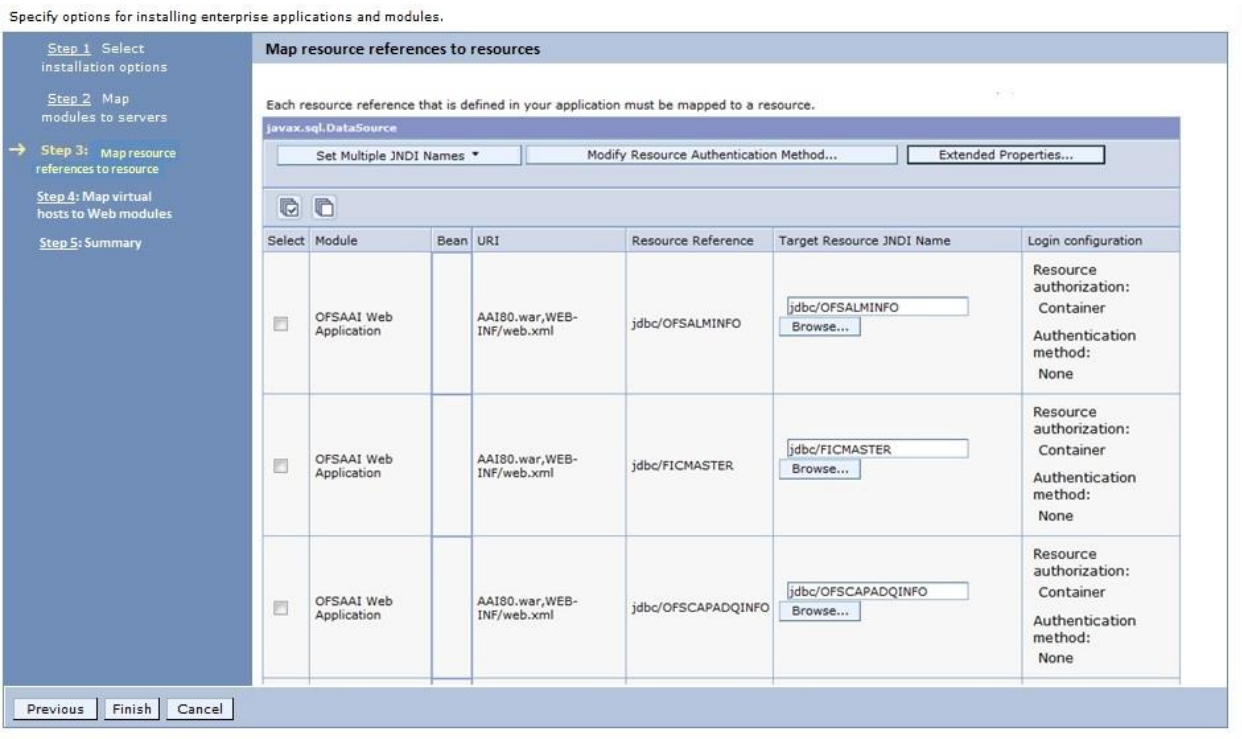 Specify options for installing enterprise applications and modules.
Step 1 Select
installation options
Step 2 Map
modules to servers
Step 3: Map resource
references to resource
Step 4: Map virtual
hosts to Web modules
Step 5: Summary
Map resource references to resources
Each resource reference that is defined in your application must be mapped to a resource.
javax.sql.DataSource
Set Multiple JNDI Names
Modify Resource Authentication Method...
Extended Properties...
Select Module Bean URI Resource Reference Target Resource JNDI Name Login configuration
OFSAAI Web
Application
AAI80.war,WEB-
INF/web.xml
jdbc/OFSALMINFO
jdbc/OFSALMINFO
Browse...
Resource
authorization:
Container
Authentication
method:
None
OFSAAI Web
Application
AAI80.war,WEB-
INF/web.xml
jdbc/FICMASTER
jdbc/FICMASTER
Browse...
Resource
authorization:
Container
Authentication
method:
None
OFSAAI Web
Application
AAI80.war,WEB-
INF/web.xml
jdbc/OFSCAPADQINFO
jdbc/OFSCAPADQINFO
Browse...
Resource
authorization:
Container
Authentication
method:
None
Previous
Finish
Cancel